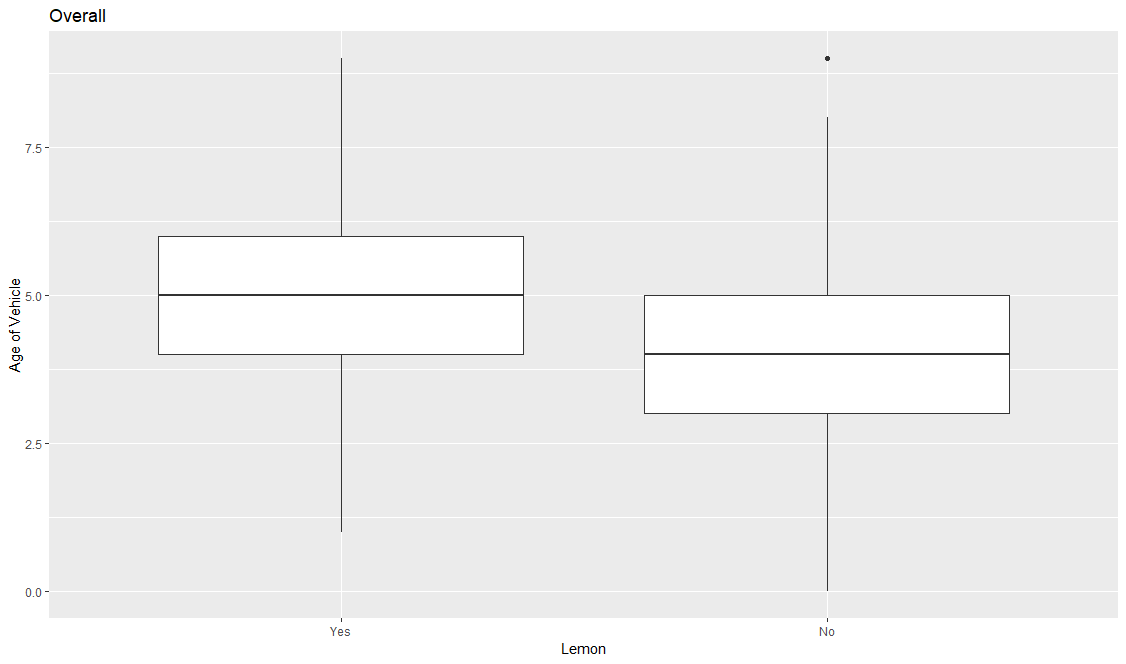 Overall
Age of Vehicle
7.5
5.0
2.5
0.0
Yes No
Lemon